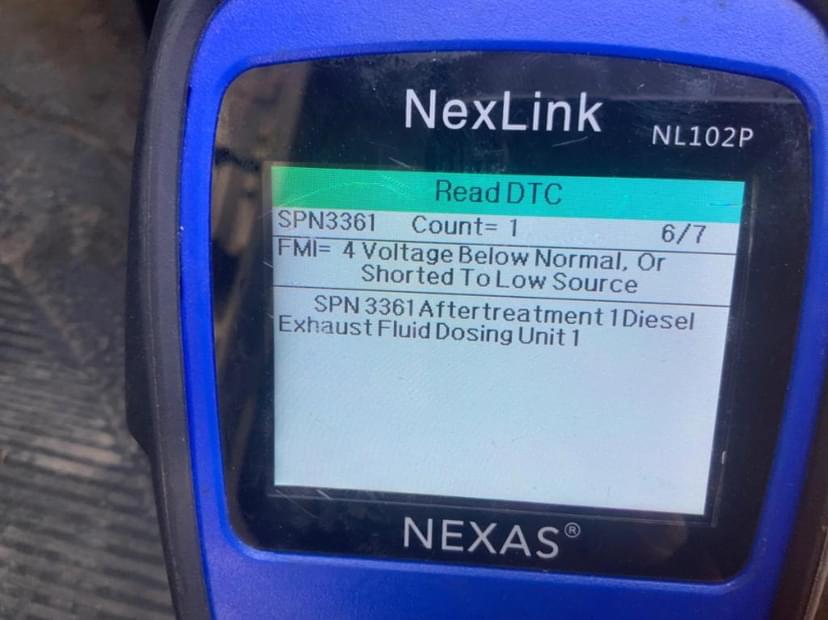 NexLink
NL102P
Read DTC
SPN3361 Count= 1 6/7
FMI= 4 Voltage Below Normal, Or
Shorted To Low Source
SPN 3361 Aftertreatment 1 Diesel
Exhaust Fluid Dosing Unit 1
NEXAS®